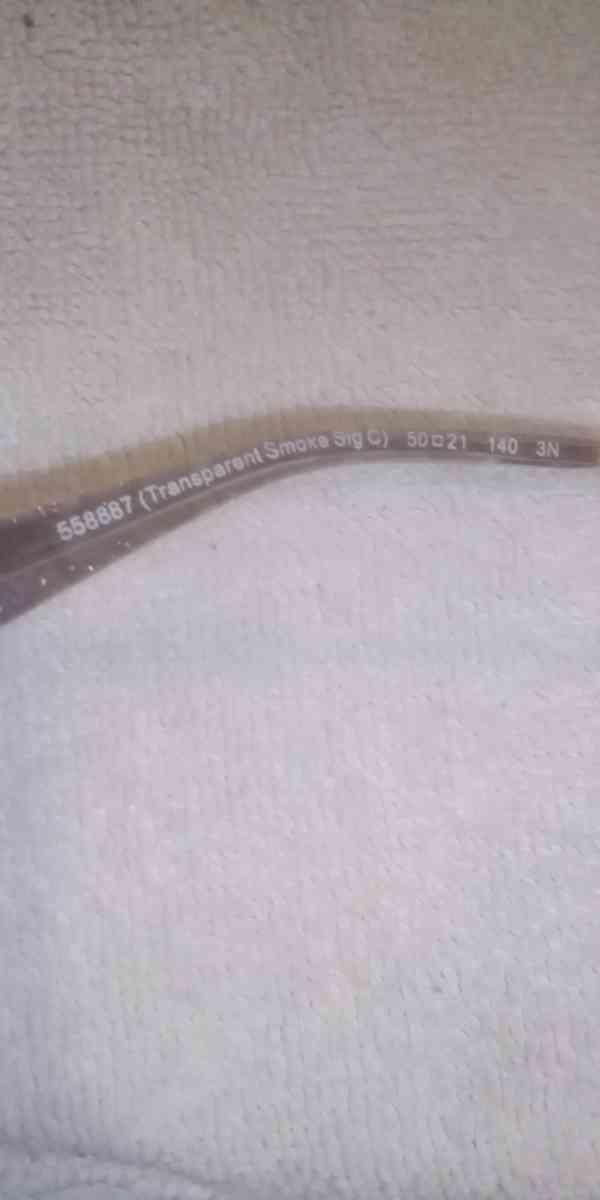 558887 (Transparent Smoke Sig C) 50□21 140 3N